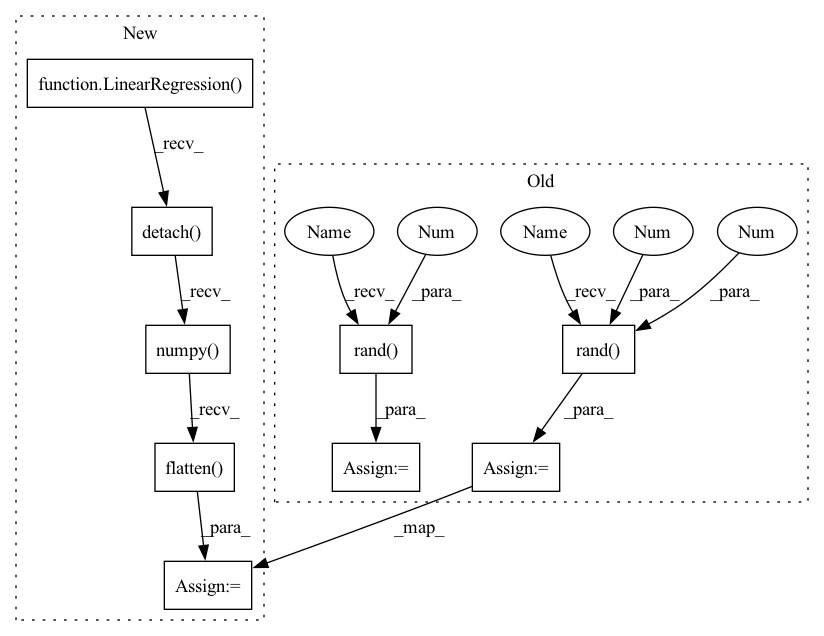 New
function.LinearRegression()
_recv_
Old
detach()
Name
Num
Name
Num
Num
_recv_
_recv_
_para_
_recv_
_para_
_para_
numpy()
rand()
rand()
_recv_
_para_
_para_
flatten()
Assign:=
Assign:=
_para_
_map_
Assign:=